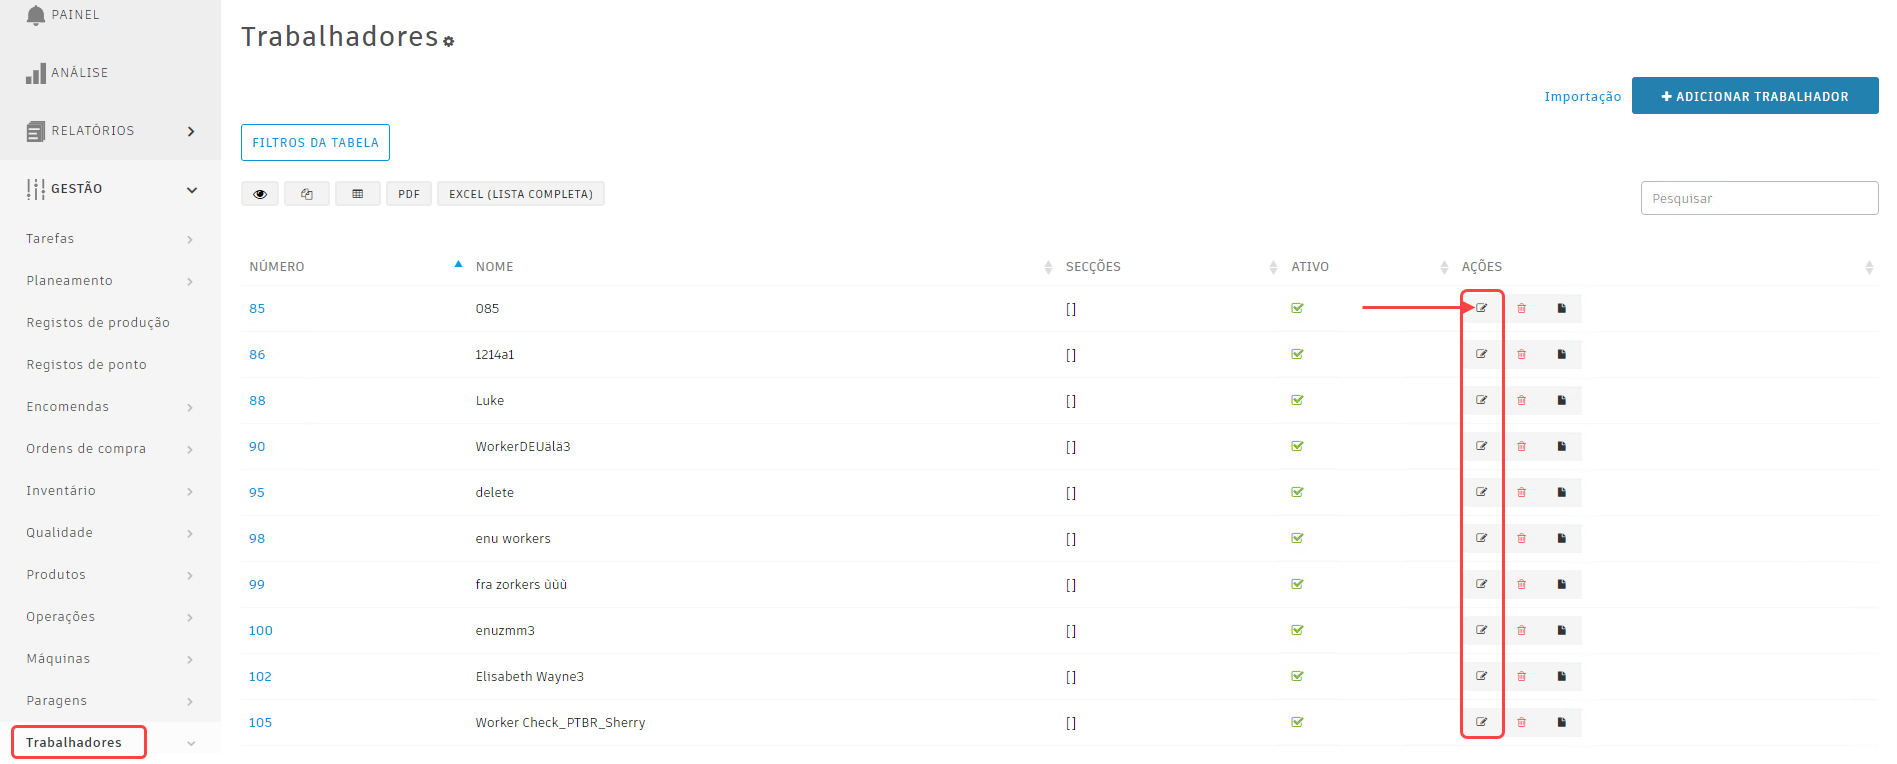 PAINEL
ANÁLISE
RELATÓRIOS
GESTÃO
Tarefas
Planeamento
Registos de produção
Registos de ponto
Encomendas
Ordens de compra
Inventário
Qualidade
Produtos
Operações
Máquinas
Paragens
Trabalhadores
Trabalhadores
Importação
ADICIONAR TRABALHADOR
FILTROS DA TABELA
PDF EXCEL (LISTA COMPLETA)
Pesquisar
NÚMERO NOME SECÇÕES ATIVO AÇÕES
85 085 []
86 1214a1 []
88 Luke []
90 WorkerDEUälä3 []
95 delete []
98 enu workers []
99 fra zorkers ùùù []
100 enuzmm3 []
102 Elisabeth Wayne3 []
105 Worker Check_PTBR_Sherry []